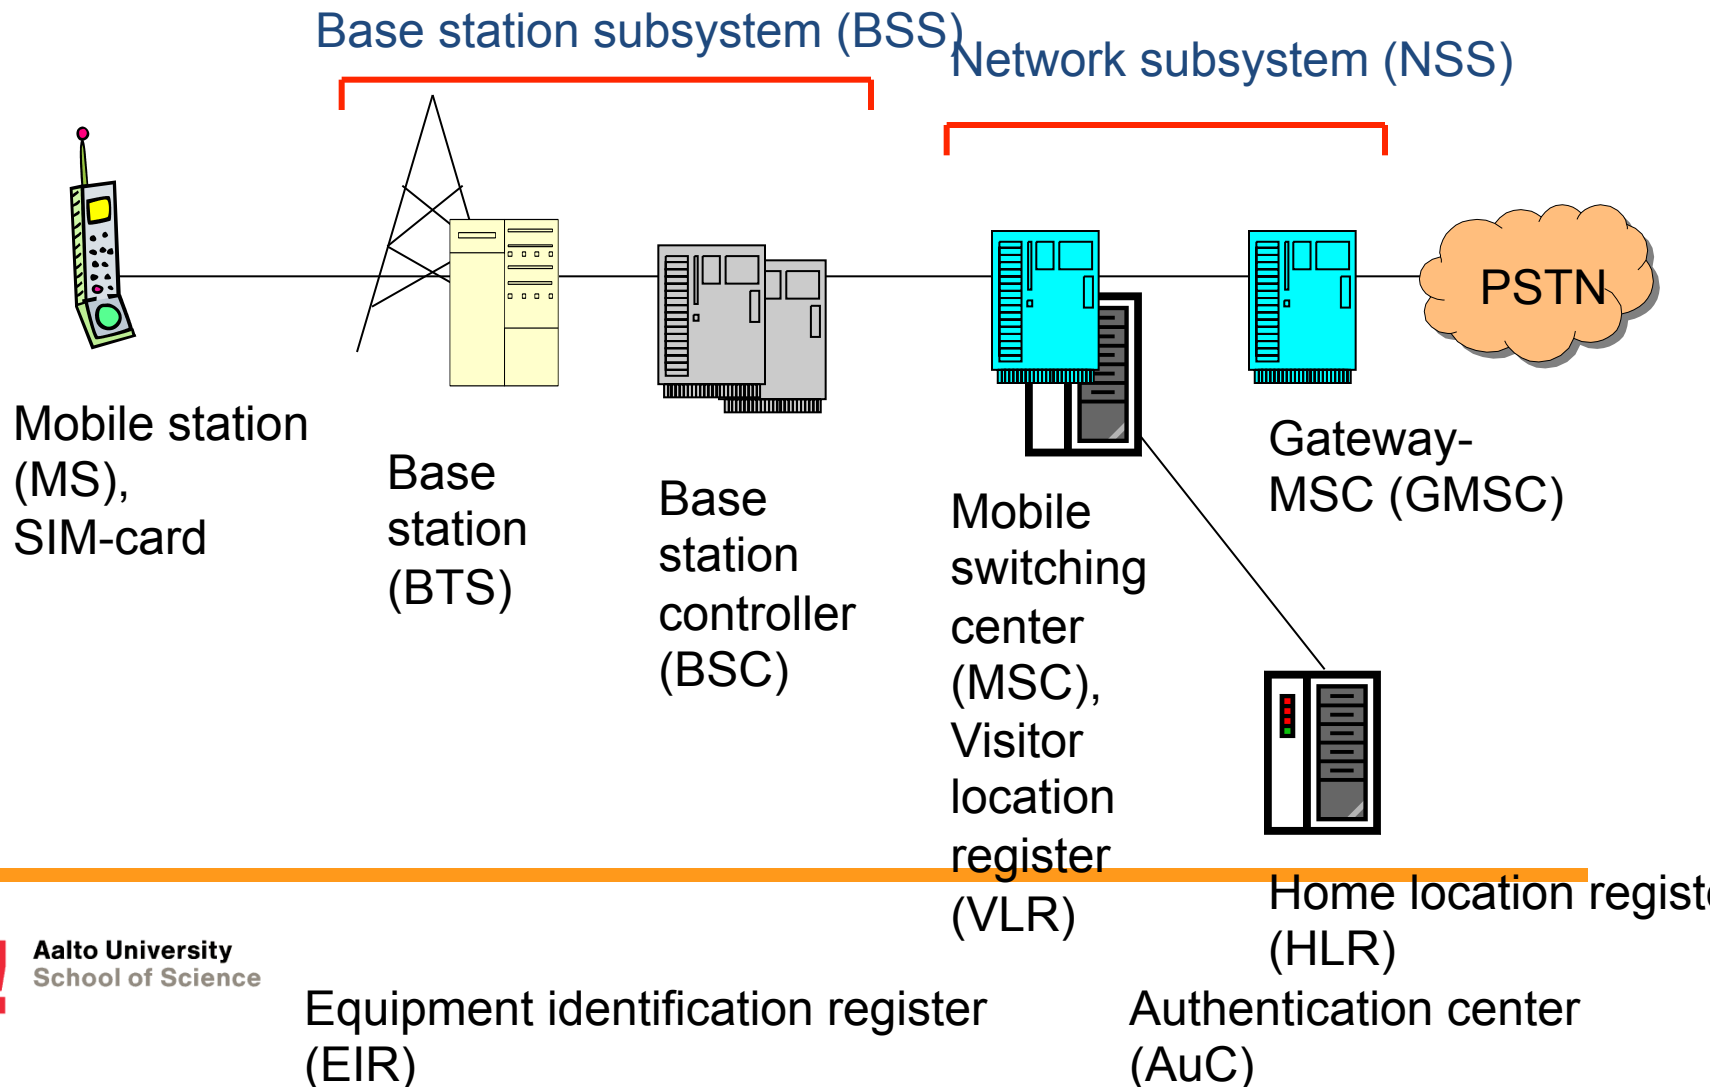 Base station subsystem (BSS)
Network subsystem (NSS)
PSTN
Mobile station
(MS),
SIM-card
Base
station
(BTS)
Base
station
controller
(BSC)
Mobile
switching
center
(MSC),
Visitor
location
register
(VLR)
Gateway-
MSC (GMSC)
Home location registe
(HLR)
Aalto University
School of Science
Equipment identification register
(EIR)
Authentication center
(AuC)